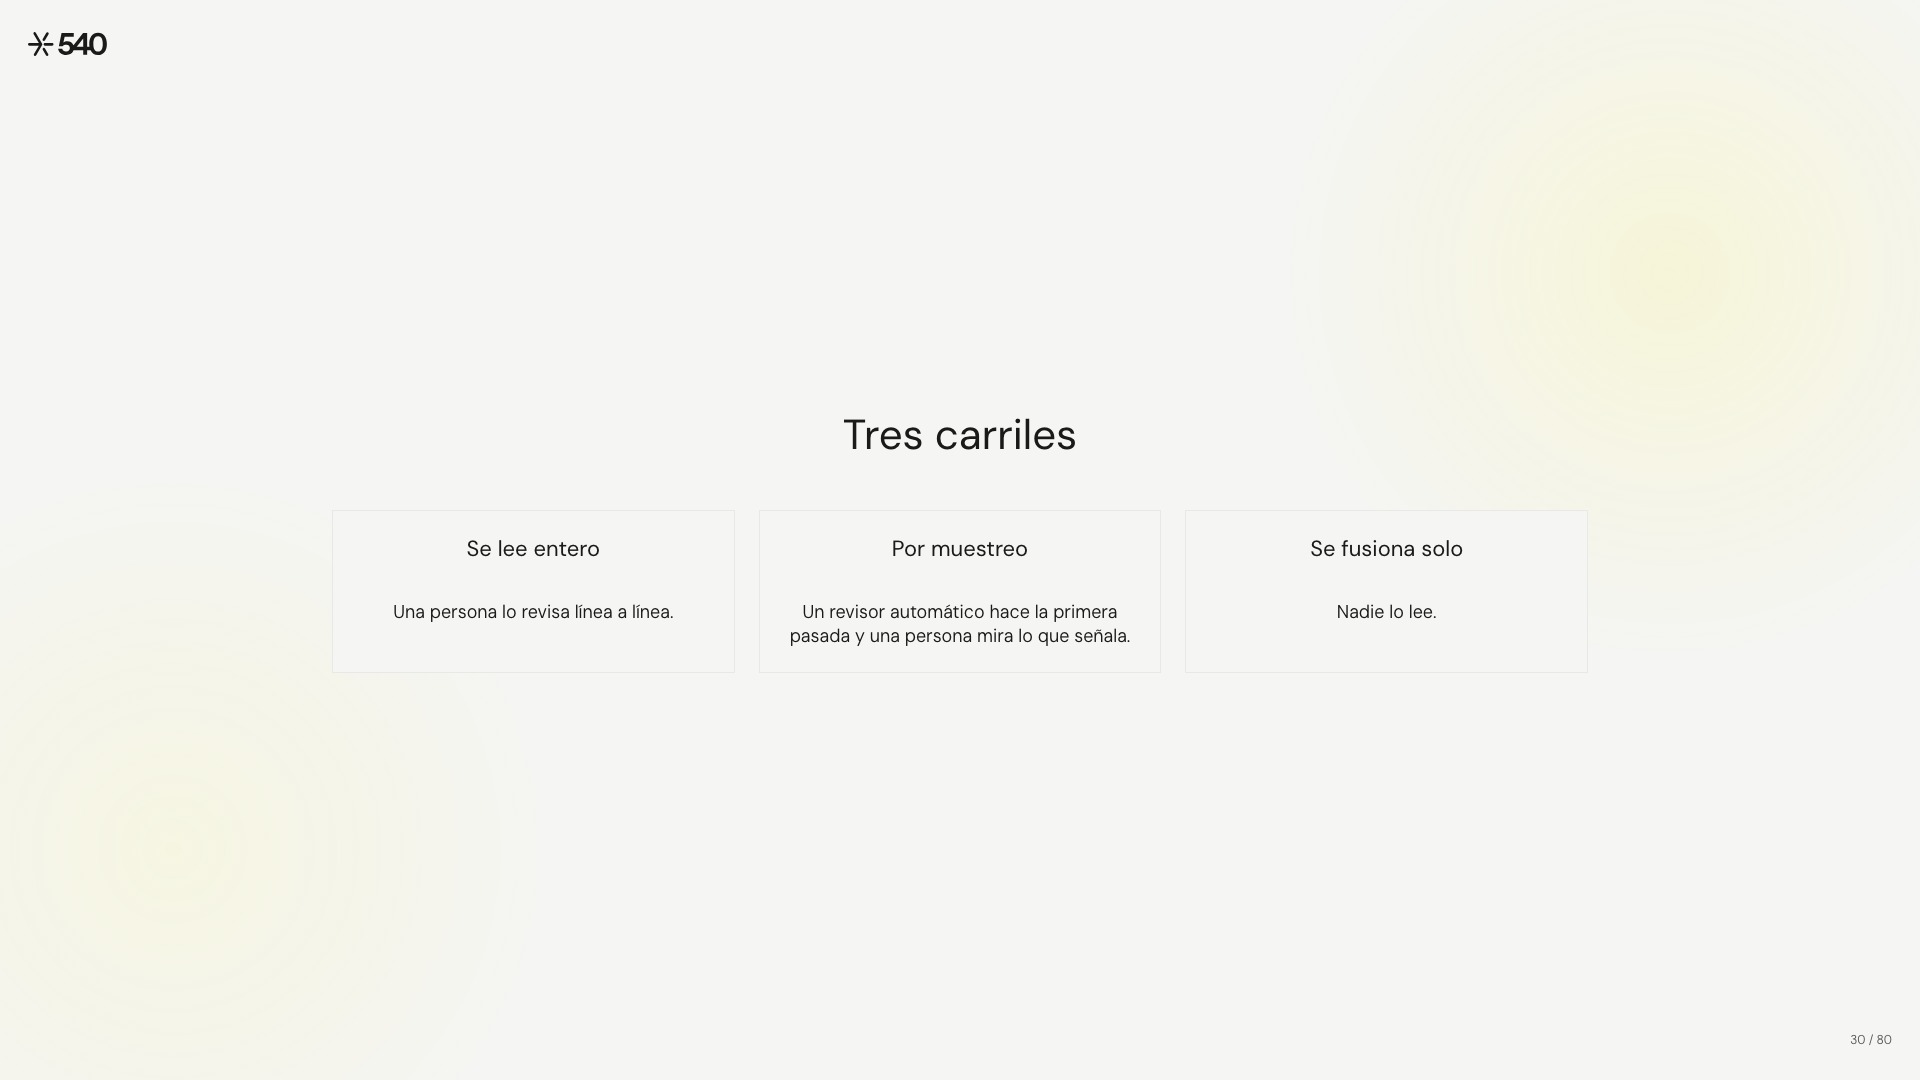 540
Tres carriles
Se lee entero
Una persona lo revisa línea a línea.
Por muestreo
Un revisor automático hace la primera
pasada y una persona mira lo que señala.
Se fusiona solo
Nadie lo lee.
30 / 80